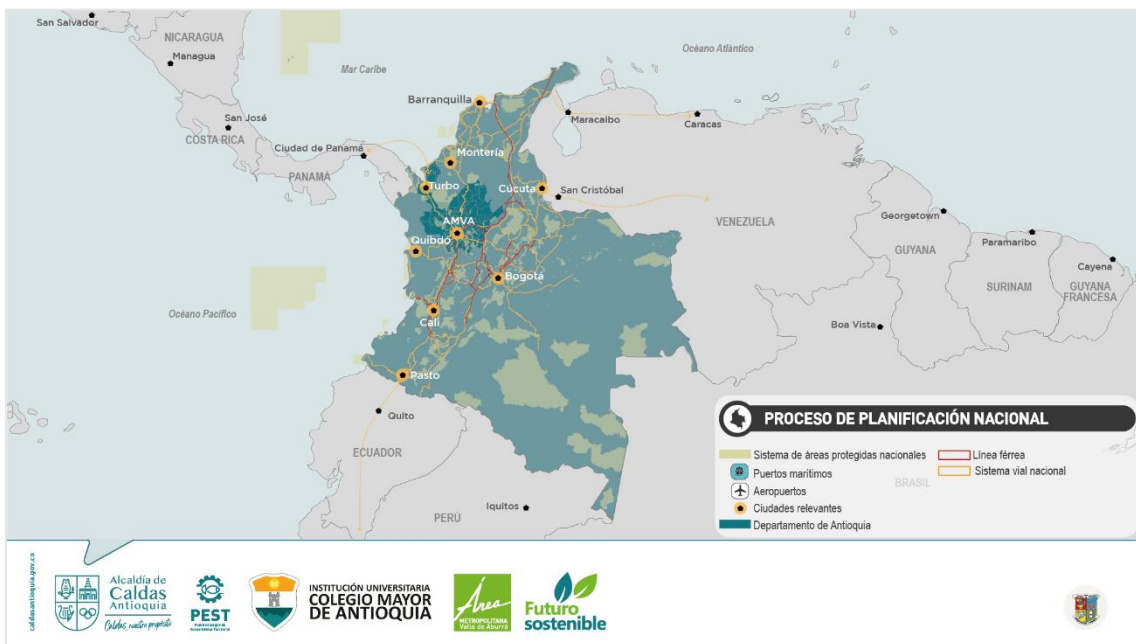 San Salvador
NICARAGUA
Managua
Mar Caribe
Océano Atlántico
Barranquilla
San José
COSTA RICA
Ciudad de Panamá
PANAMÁ
Maracaibo
Caracas
Montería
Turbo
Cúcuta
San Cristóbal
AMVA
Quibdó
VENEZUELA
Georgetown
GUYANA
Paramaribo
SURINAM
Cayena
GUYANA
FRANCESA
Bogotá
Océano Pacífico
Cali
Boa Vista
Pasto
Quito
ECUADOR
PERÚ
Iquitos
PROCESO DE PLANIFICACIÓN NACIONAL
Sistema de áreas protegidas nacionales
Puertos marítimos
Aeropuertos
Ciudades relevantes
Departamento de Antioquia
Línea férrea
Sistema vial nacional
BRASIL
caldasantioquia.gov.co
Alcaldía de
Caldas
Antioquia
Caldas, nuestro propósito
PEST
INSTITUCIÓN UNIVERSITARIA
COLEGIO MAYOR
DE ANTIOQUIA
Área
METROPOLITANA
Valle de Aburrá
Futuro
sostenible